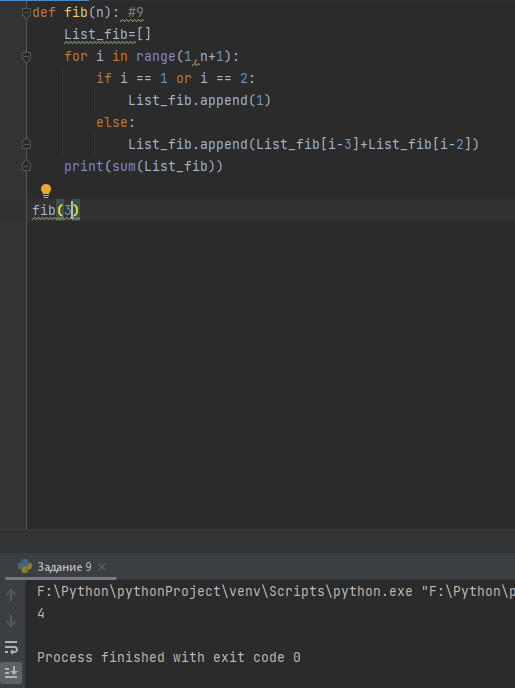 def fib(n): #9
List_fib=[]
for i in range(1,n+1):
if i == 1 or i == 2:
List_fib.append(1)
else:
List_fib.append(List_fib[i-3]+List_fib[i-2])
print(sum(List_fib))
fib(3)
Задание 9
F:\Python\pythonProject\venv\Scripts\python.exe "F:\Python\p
4
Process finished with exit code 0